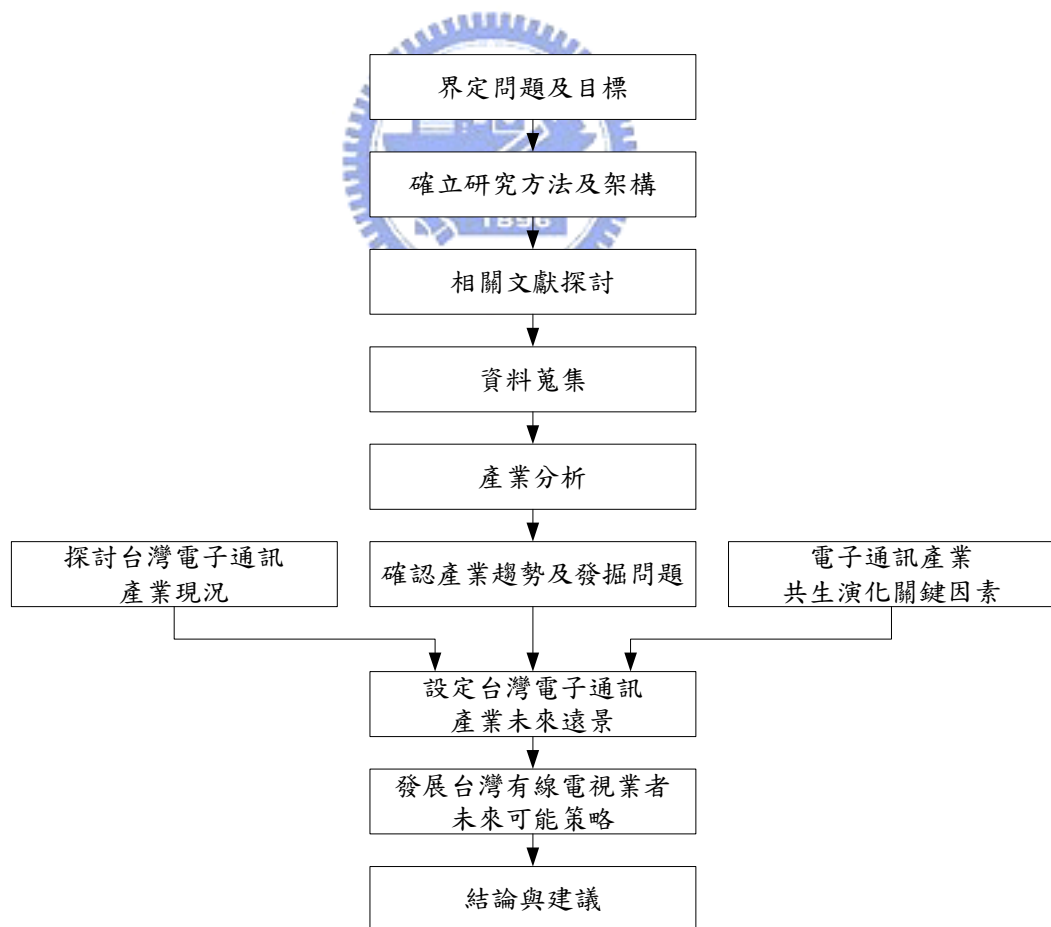 界定問題及目標
確立研究方法及架構
1896
相關文獻探討
資料蒐集
產業分析
探討台灣電子通訊
產業現況
確認產業趨勢及發掘問題
電子通訊產業
共生演化關鍵因素
設定台灣電子通訊
產業未來遠景
發展台灣有線電視業者
未來可能策略
結論與建議